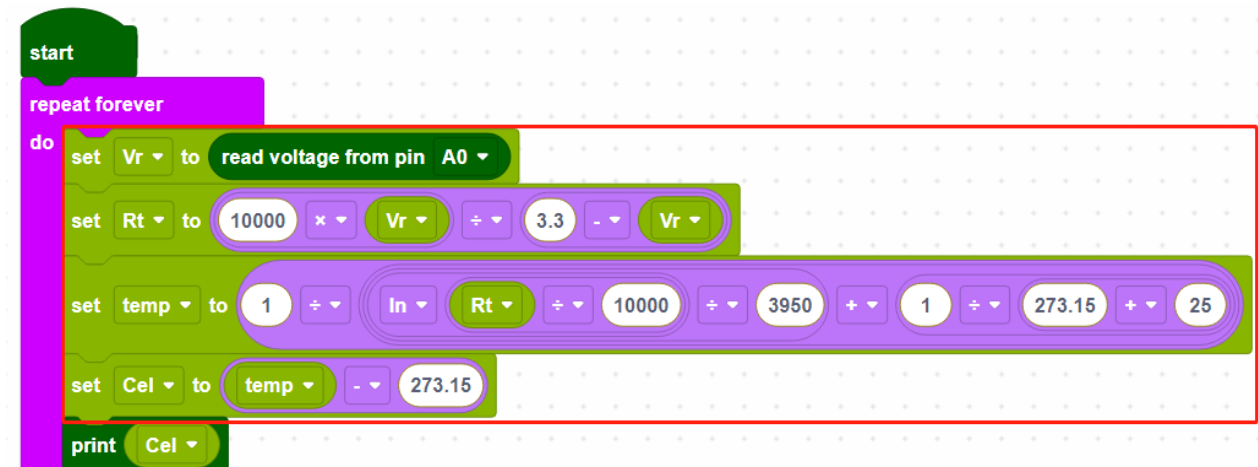 start
repeat forever
do
set Vr to read voltage from pin A0
set Rt to 10000 × Vr ÷ 3.3 - Vr
set temp to 1 ÷ In Rt ÷ 10000 ÷ 3950 + 1 ÷ 273.15 + 25
set Cel to temp - 273.15
print Cel